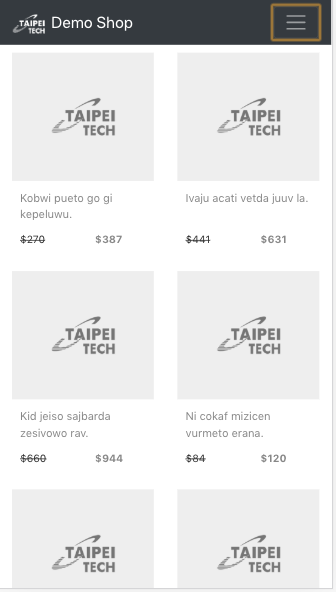 TAIPEI
TECH
Demo Shop
TAIPEI
TECH
TAIPEI
TECH
Kobwi pueto go gi
kepeluwu.
Ivaju acati vetda juuv la.
$270
$387
$441
$631
TAIPEI
TECH
TAIPEI
TECH
Kid jeiso sajbarda
zesivowo rav.
Ni cokaf mizicen
vurmeto erana.
$660
$944
$84
$120
TAIPEI
TECH
TAIPEI
TECH